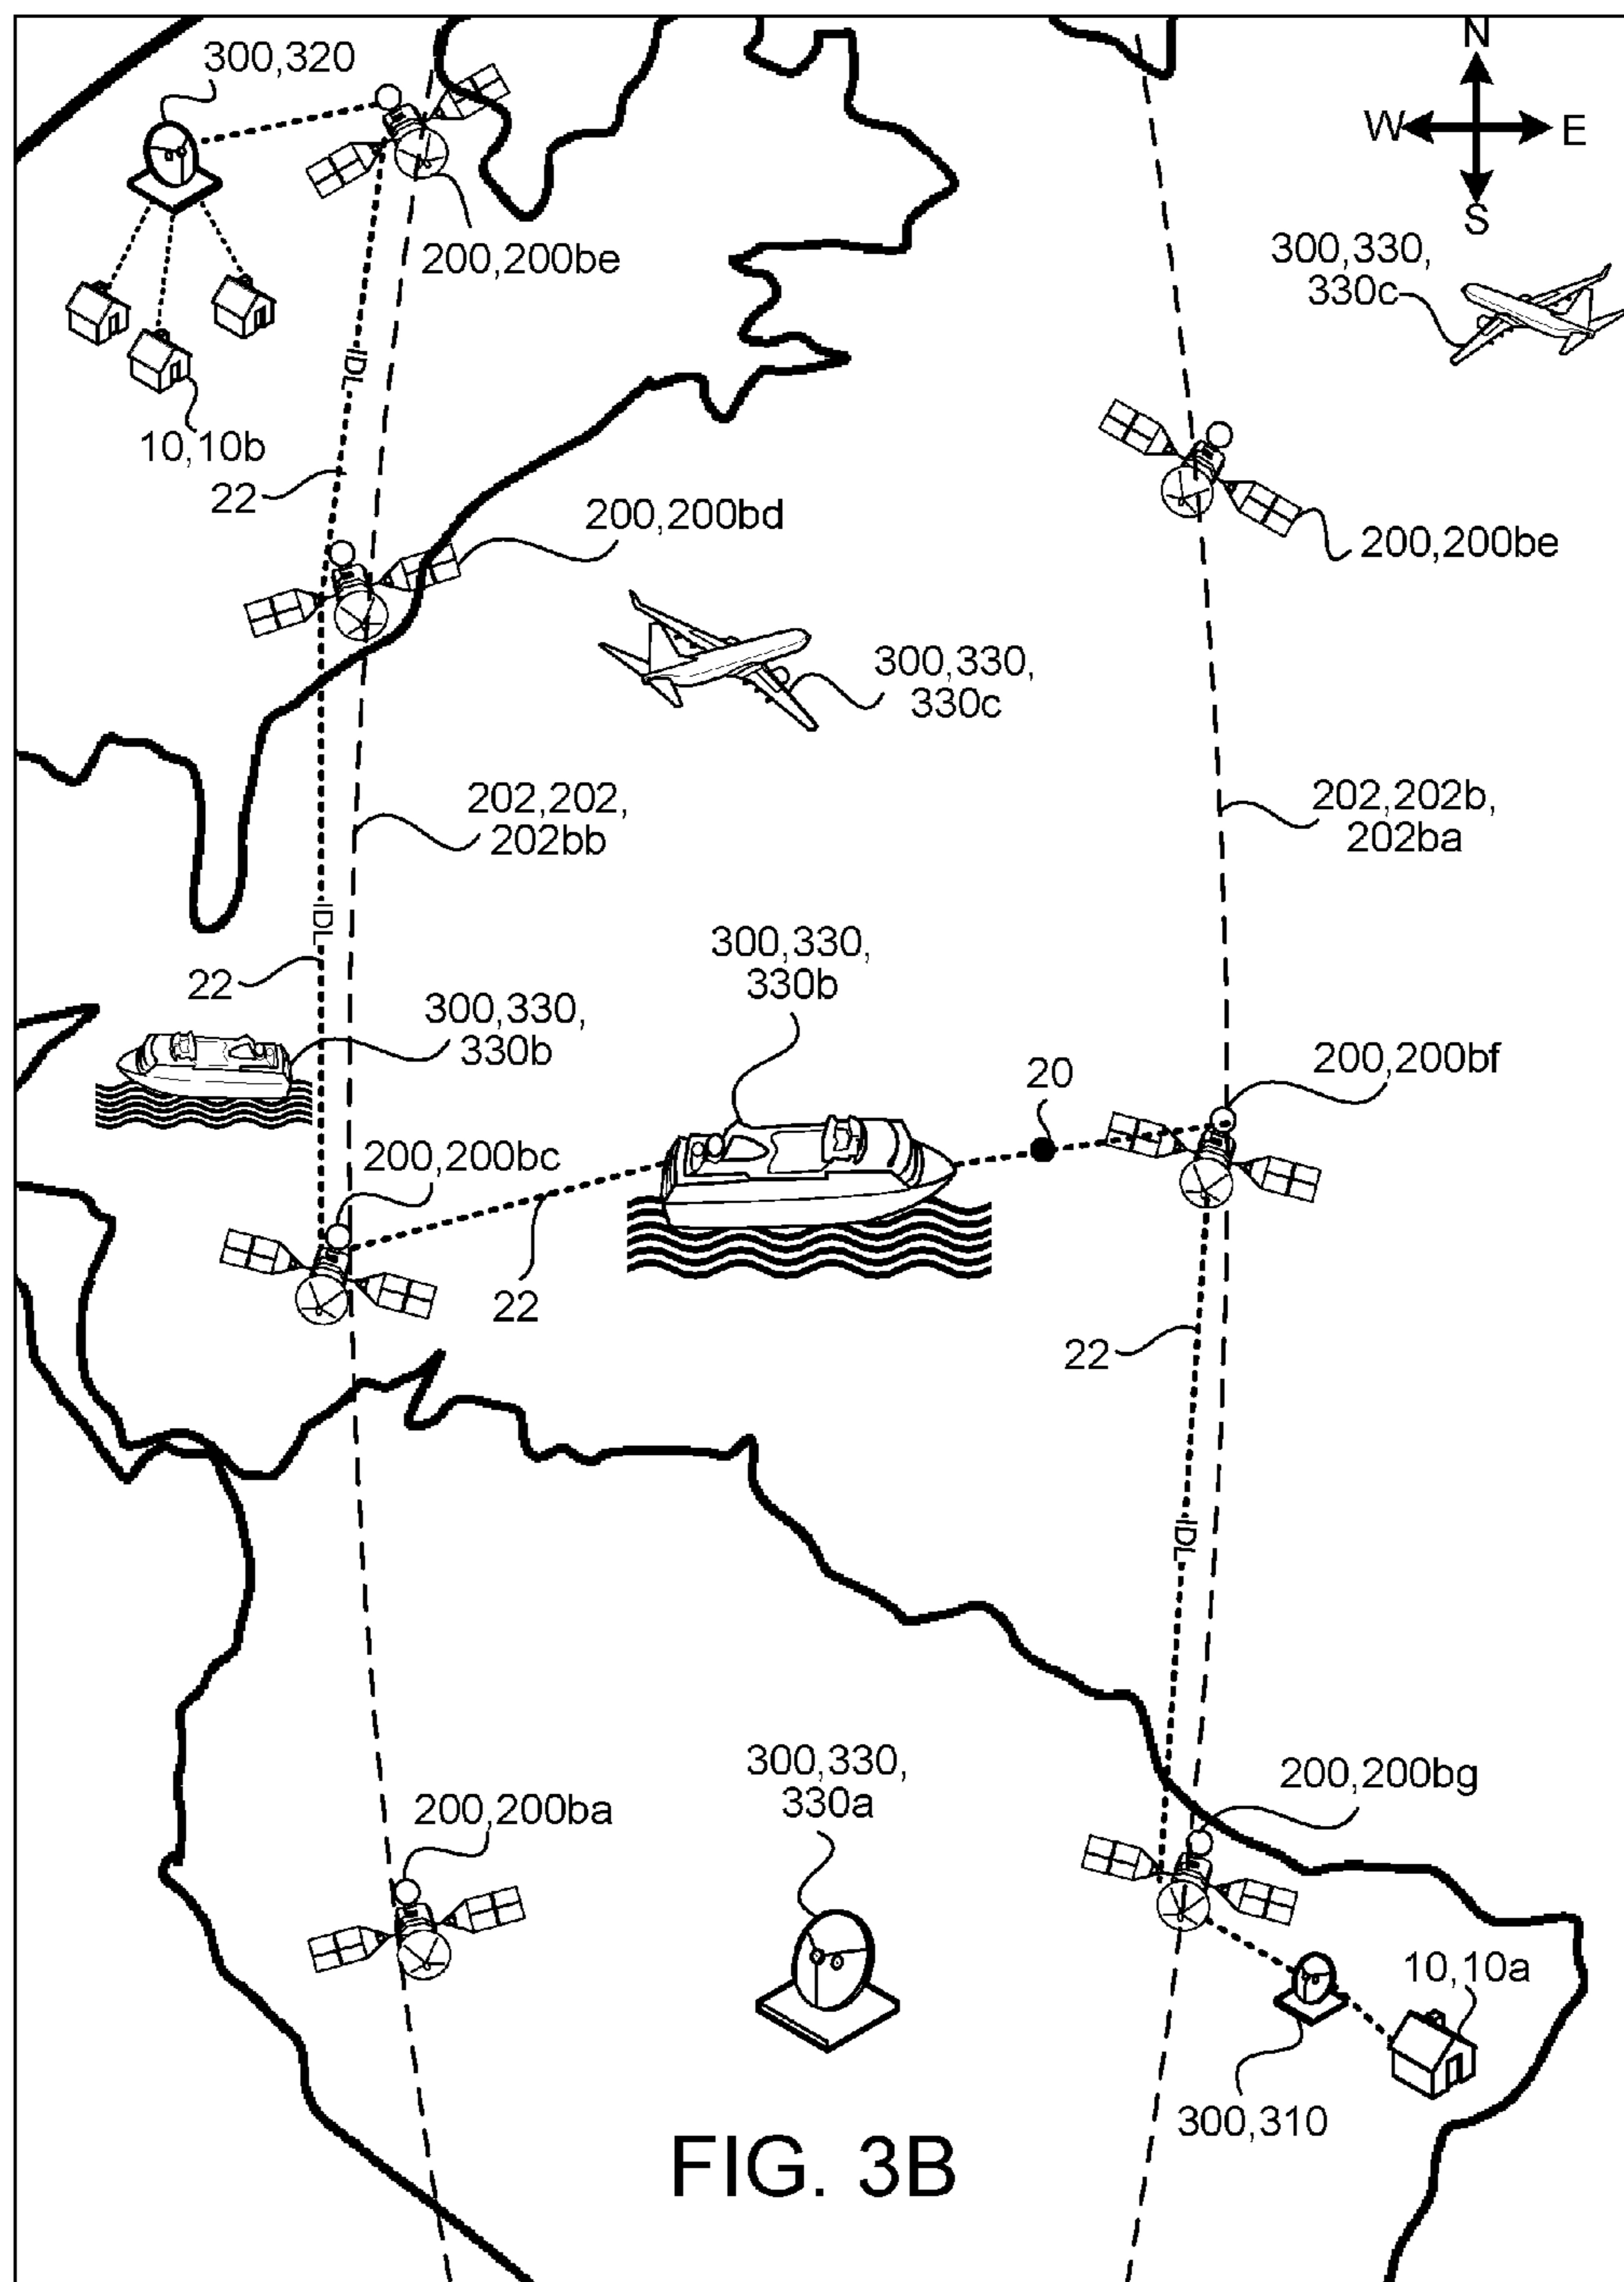 N
300,320
W
E
S
300,330,
330c
200,200be
10,10b
22
IDL
200,200bd
200,200be
300,330,
330c
202,202,
202bb
202,202b,
202ba
IDL
22
300,330,
330b
300,330,
330b
20
200,200bf
200,200bc
22
22
IDL
300,330,
330a
200,200bg
200,200ba
10,10a
300,310
FIG. 3B